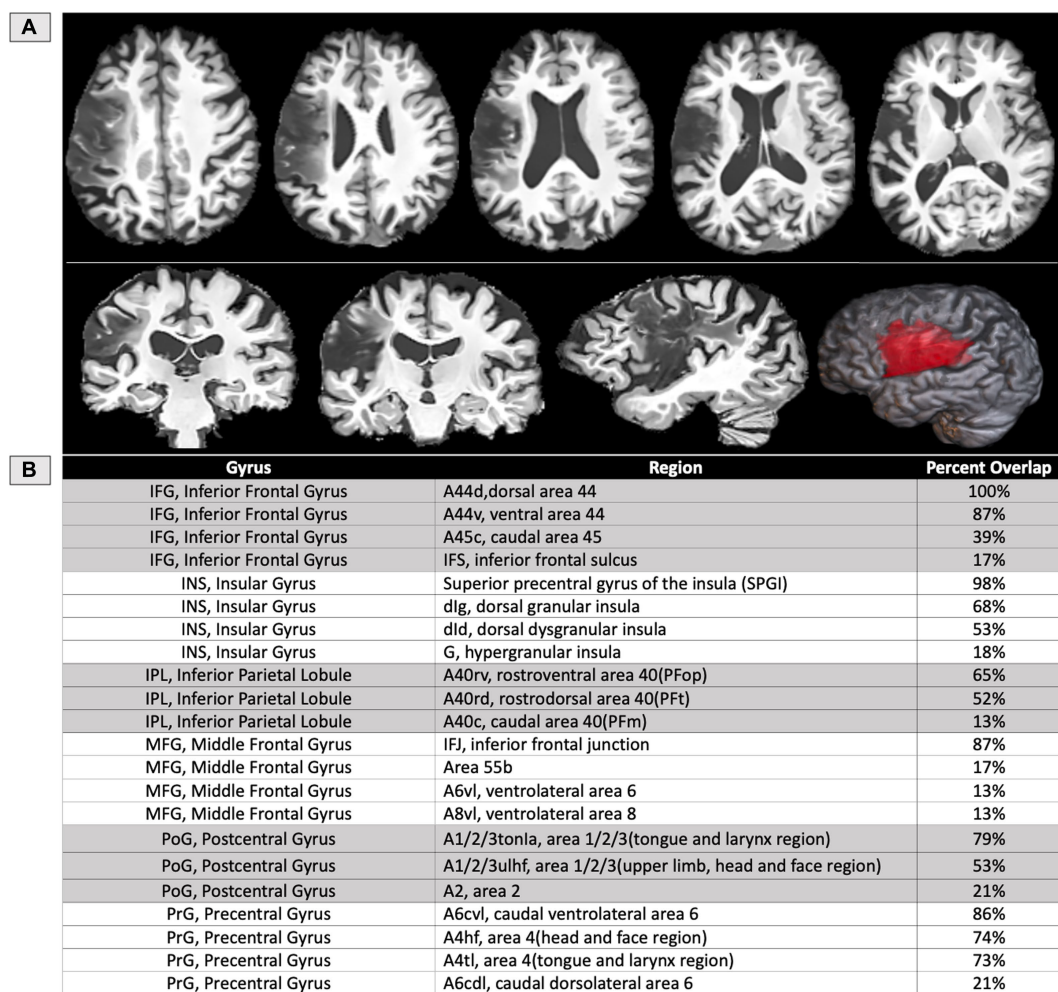 A
B
Gyrus Region Percent Overlap
IFG, Inferior Frontal Gyrus A44d,dorsal area 44 100%
IFG, Inferior Frontal Gyrus A44v, ventral area 44 87%
IFG, Inferior Frontal Gyrus A45c, caudal area 45 39%
IFG, Inferior Frontal Gyrus IFS, inferior frontal sulcus 17%
INS, Insular Gyrus Superior precentral gyrus of the insula (SPGI) 98%
INS, Insular Gyrus dIg, dorsal granular insula 68%
INS, Insular Gyrus dId, dorsal dysgranular insula 53%
INS, Insular Gyrus G, hypergranular insula 18%
IPL, Inferior Parietal Lobule A40rv, rostroventral area 40(PFop) 65%
IPL, Inferior Parietal Lobule A40rd, rostrodorsal area 40(PFt) 52%
IPL, Inferior Parietal Lobule A40c, caudal area 40(PFm) 13%
MFG, Middle Frontal Gyrus IFJ, inferior frontal junction 87%
MFG, Middle Frontal Gyrus Area 55b 17%
MFG, Middle Frontal Gyrus A6vl, ventrolateral area 6 13%
MFG, Middle Frontal Gyrus A8vl, ventrolateral area 8 13%
PoG, Postcentral Gyrus A1/2/3tonIa, area 1/2/3(tongue and larynx region) 79%
PoG, Postcentral Gyrus A1/2/3ulhf, area 1/2/3(upper limb, head and face region) 53%
PoG, Postcentral Gyrus A2, area 2 21%
PrG, Precentral Gyrus A6cvl, caudal ventrolateral area 6 86%
PrG, Precentral Gyrus A4hf, area 4(head and face region) 74%
PrG, Precentral Gyrus A4tl, area 4(tongue and larynx region) 73%
PrG, Precentral Gyrus A6cdl, caudal dorsolateral area 6 21%